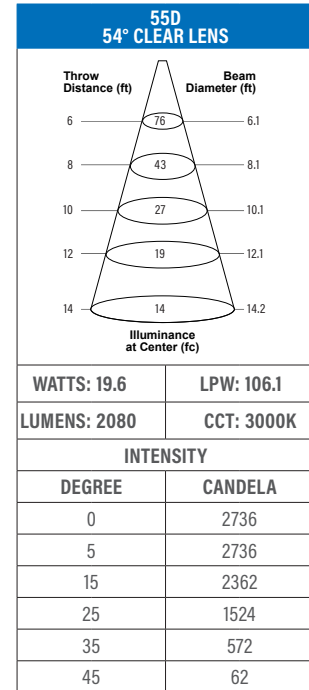 55D
54° CLEAR LENS
Throw Distance (ft)
Beam Diameter (ft)
6 76 6.1
8 43 8.1
10 27 10.1
12 19 12.1
14 14 14.2
Illuminance
at Center (fc)
WATTS: 19.6 LPW: 106.1
LUMENS: 2080 CCT: 3000K
INTENSITY
DEGREE CANDELA
0 2736
5 2736
15 2362
25 1524
35 572
45 62